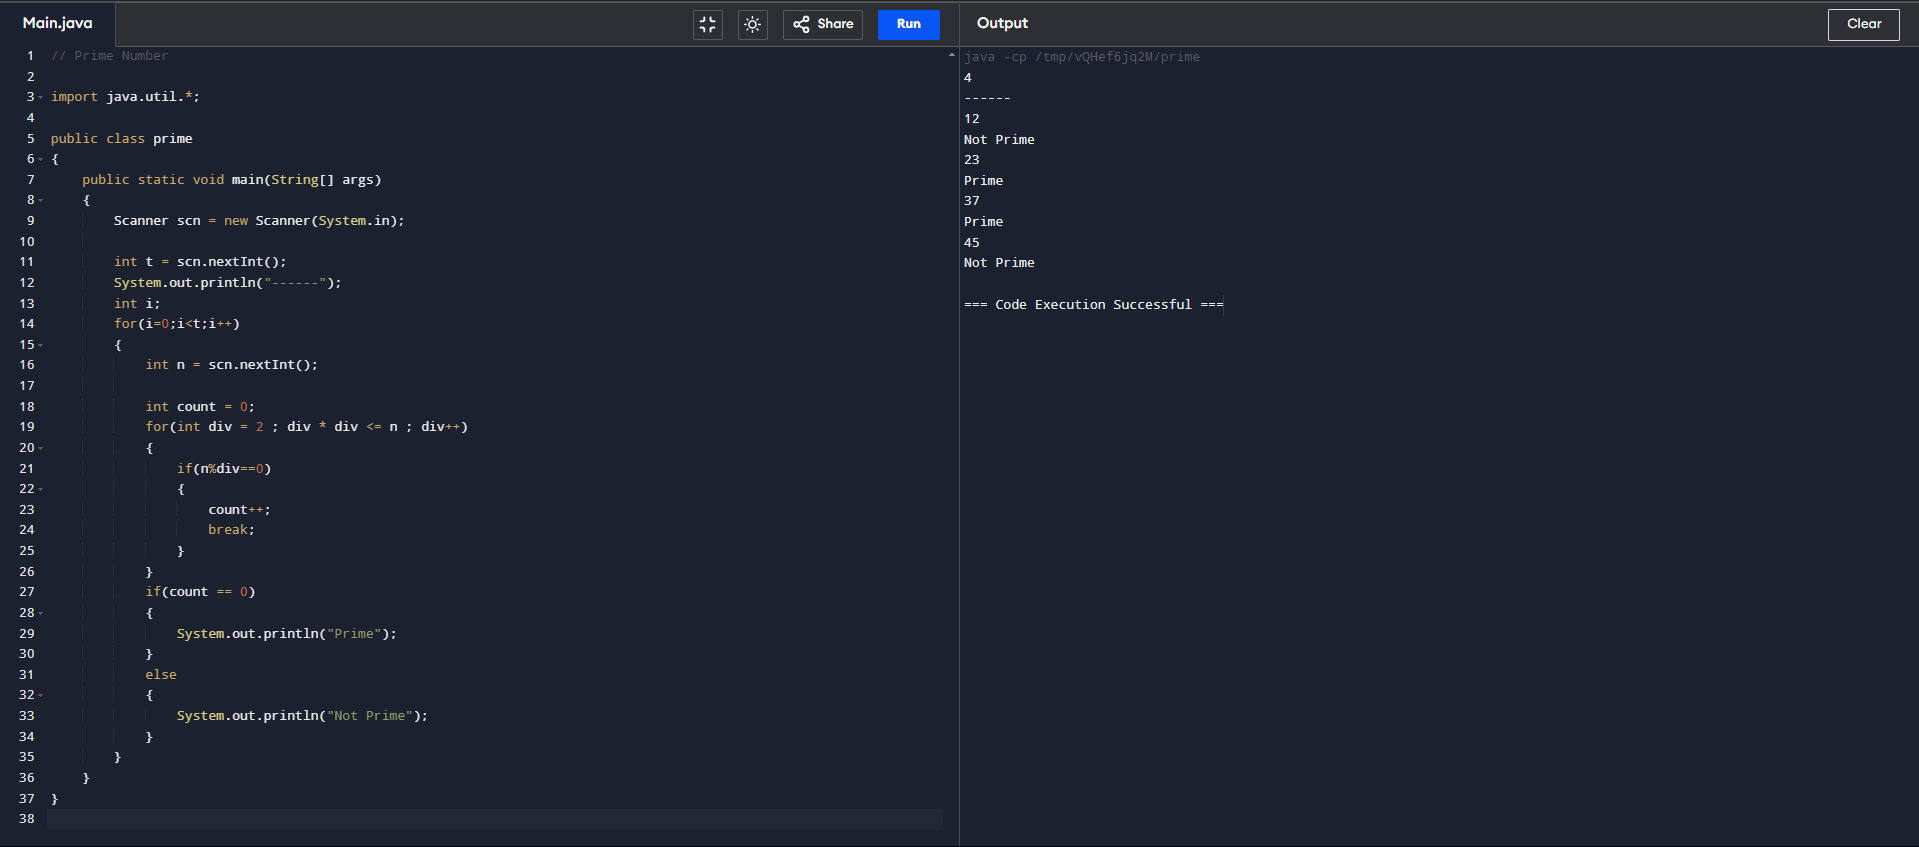 Main.java
Share
Run
Output
Clear
1 // Prime Number
2
3 import java.util.*;
4
5 public class prime
6 {
7     public static void main(String[] args)
8     {
9         Scanner scn = new Scanner(System.in);
10
11         int t = scn.nextInt();
12         System.out.println("------");
13         int i;
14         for(i=0;i<t;i++)
15         {
16             int n = scn.nextInt();
17
18             int count = 0;
19             for(int div = 2 ; div * div <= n ; div++)
20             {
21                 if(n%div==0)
22                 {
23                     count++;
24                     break;
25                 }
26             }
27             if(count == 0)
28             {
29                 System.out.println("Prime");
30             }
31             else
32             {
33                 System.out.println("Not Prime");
34             }
35         }
36     }
37 }
38
java -cp /tmp/vQHef6jq2M/prime
4
------
12
Not Prime
23
Prime
37
Prime
45
Not Prime
=== Code Execution Successful ===